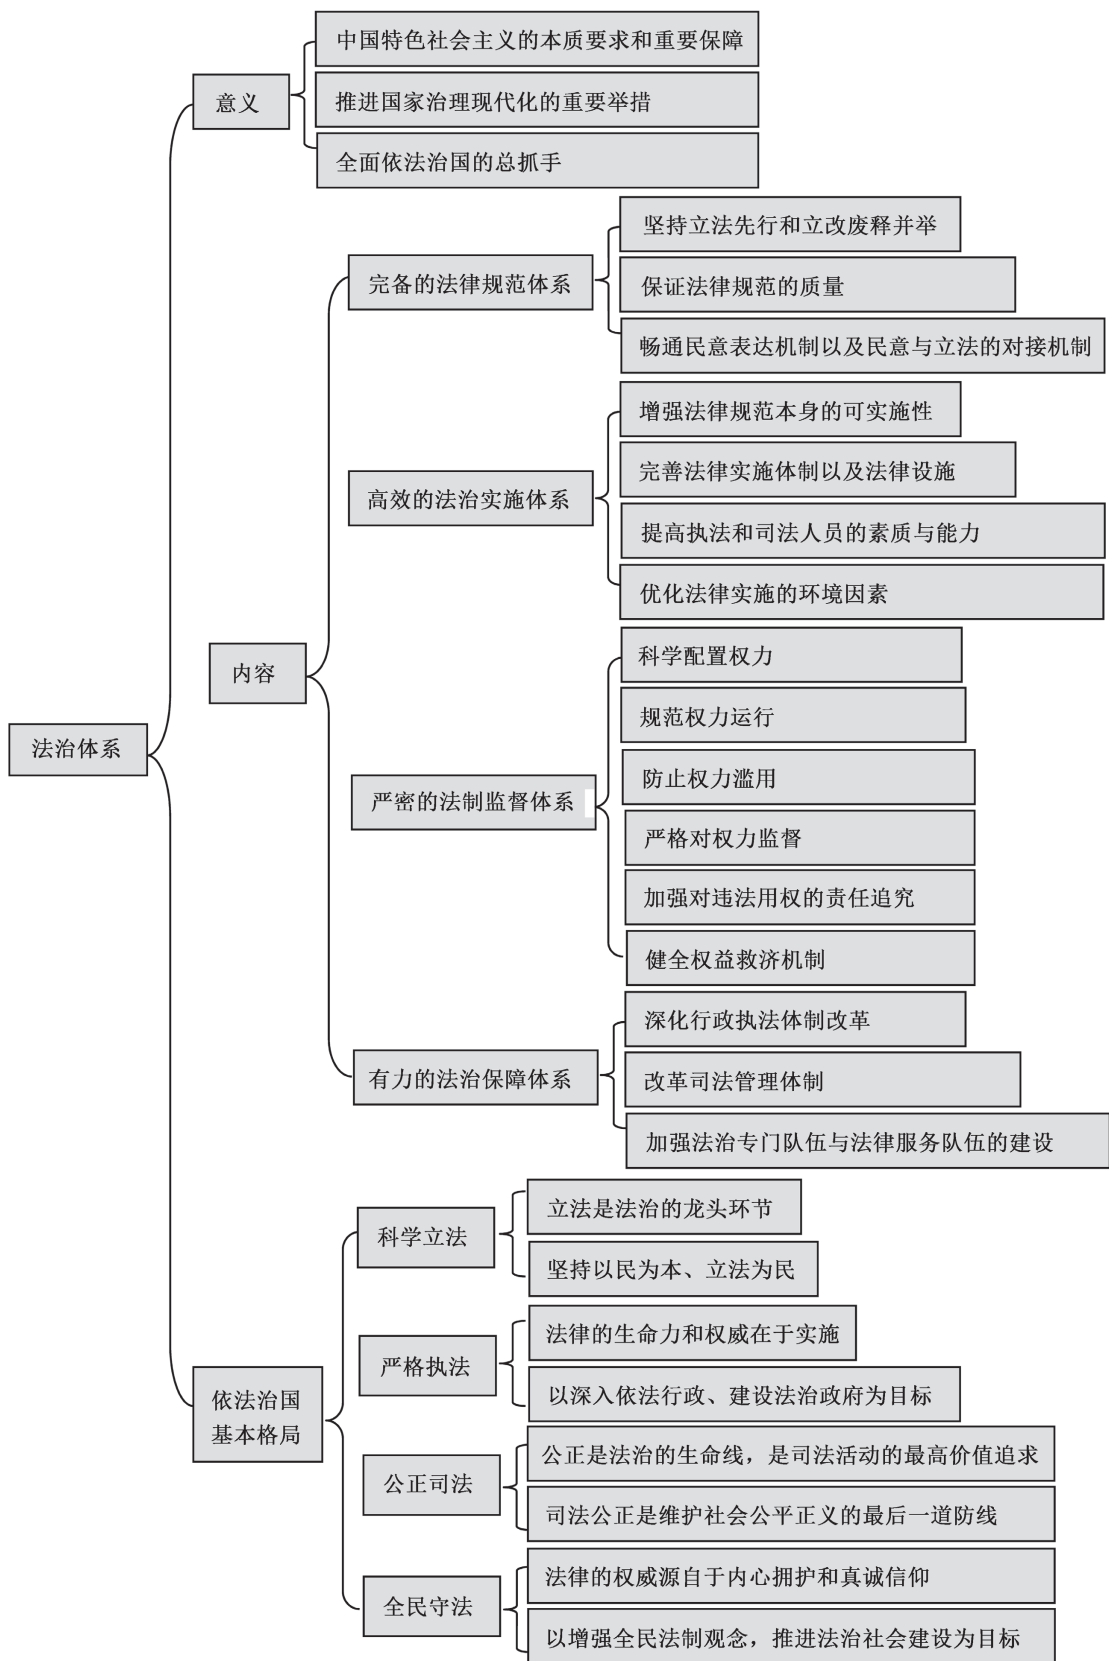 法治体系
意义
中国特色社会主义的本质要求和重要保障
推进国家治理现代化的重要举措
全面依法治国的总抓手
内容
完备的法律规范体系
坚持立法先行和立改废释并举
保证法律规范的质量
畅通民意表达机制以及民意与立法的对接机制
高效的法治实施体系
增强法律规范本身的可实施性
完善法律实施体制以及法律设施
提高执法和司法人员的素质与能力
优化法律实施的环境因素
严密的法制监督体系
科学配置权力
规范权力运行
防止权力滥用
严格对权力监督
加强对违法用权的责任追究
健全权益救济机制
有力的法治保障体系
深化行政执法体制改革
改革司法管理体制
加强法治专门队伍与法律服务队伍的建设
依法治国
基本格局
科学立法
立法是法治的龙头环节
坚持以民为本、立法为民
严格执法
法律的生命力和权威在于实施
以深入依法行政、建设法治政府为目标
公正司法
公正是法治的生命线，是司法活动的最高价值追求
司法公正是维护社会公平正义的最后一道防线
全民守法
法律的权威源自于内心拥护和真诚信仰
以增强全民法制观念，推进法治社会建设为目标